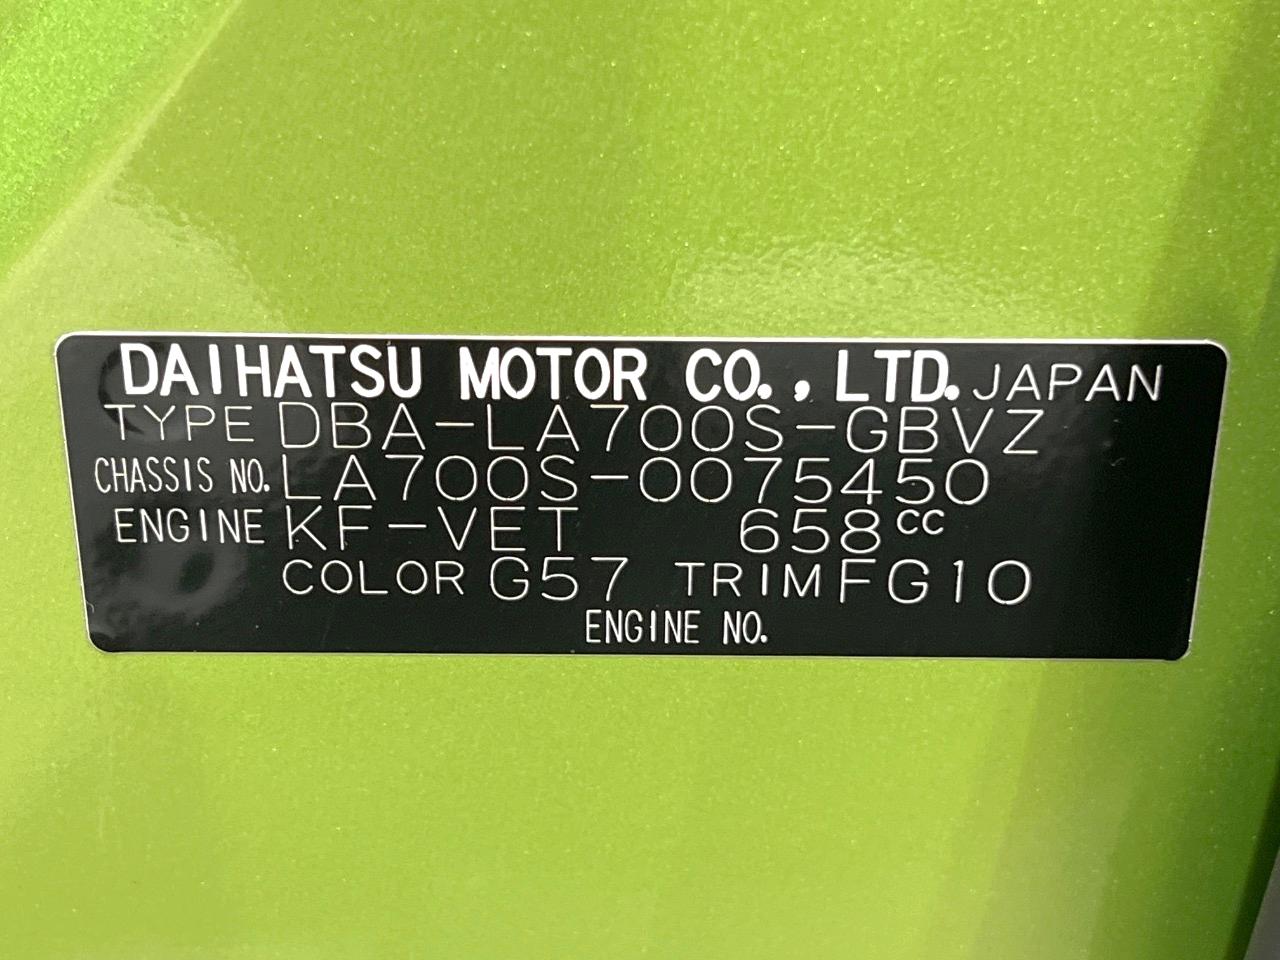 DAIHATSU MOTOR CO., LTD. JAPAN
TYPE DBA-LA700S-GBVZ
CHASSIS NO. LA700S-0075450
ENGINE KF-VET 658cc
COLOR G57 TRIM FG10
ENGINE NO.